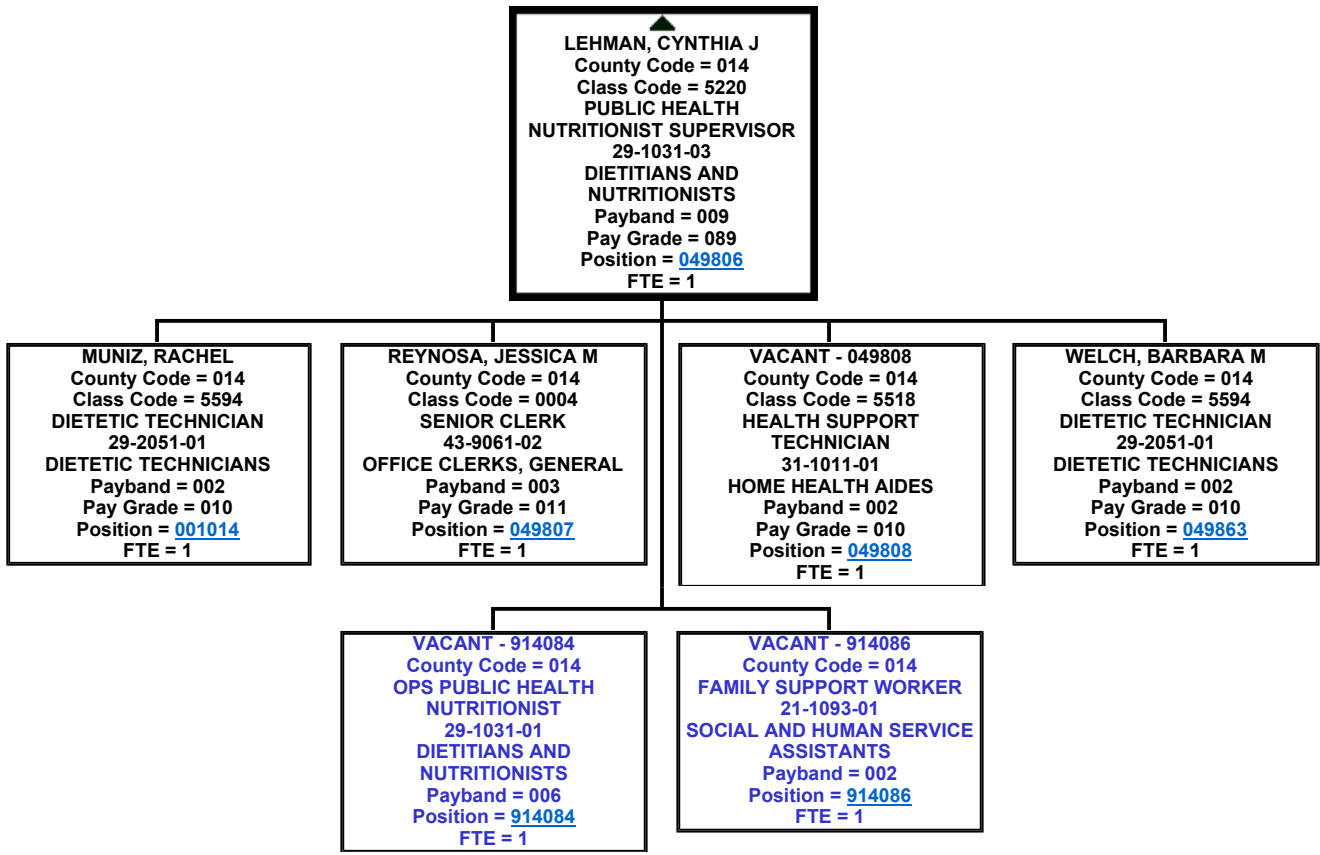 LEHMAN, CYNTHIA J
County Code = 014
Class Code = 5220
PUBLIC HEALTH
NUTRITIONIST SUPERVISOR
29-1031-03
DIETITIANS AND
NUTRITIONISTS
Payband = 009
Pay Grade = 089
Position = 049806
FTE = 1
MUNIZ, RACHEL
County Code = 014
Class Code = 5594
DIETETIC TECHNICIAN
29-2051-01
DIETETIC TECHNICIANS
Payband = 002
Pay Grade = 010
Position = 001014
FTE = 1
REYNOSA, JESSICA M
County Code = 014
Class Code = 0004
SENIOR CLERK
43-9061-02
OFFICE CLERKS, GENERAL
Payband = 003
Pay Grade = 011
Position = 049807
FTE = 1
VACANT - 049808
County Code = 014
Class Code = 5518
HEALTH SUPPORT
TECHNICIAN
31-1011-01
HOME HEALTH AIDES
Payband = 002
Pay Grade = 010
Position = 049808
FTE = 1
WELCH, BARBARA M
County Code = 014
Class Code = 5594
DIETETIC TECHNICIAN
29-2051-01
DIETETIC TECHNICIANS
Payband = 002
Pay Grade = 010
Position = 049863
FTE = 1
VACANT - 914084
County Code = 014
OPS PUBLIC HEALTH
NUTRITIONIST
29-1031-01
DIETITIANS AND
NUTRITIONISTS
Payband = 006
Position = 914084
FTE = 1
VACANT - 914086
County Code = 014
FAMILY SUPPORT WORKER
21-1093-01
SOCIAL AND HUMAN SERVICE
ASSISTANTS
Payband = 002
Position = 914086
FTE = 1